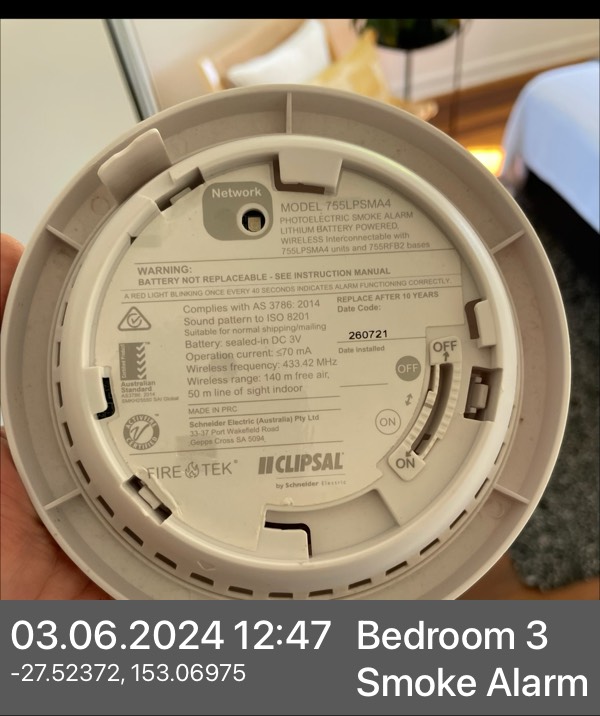 Network
MODEL 755LPSMA4
PHOTOELECTRIC SMOKE ALARM
LITHIUM BATTERY POWERED,
WIRELESS Interconnectable with
755LPSMA4 units and 755RFB2 bases
WARNING:
BATTERY NOT REPLACEABLE - SEE INSTRUCTION MANUAL
A RED LIGHT BLINKING ONCE EVERY 40 SECONDS INDICATES ALARM FUNCTIONING CORRECTLY.
Complies with AS 3786: 2014
Sound pattern to ISO 8201
Suitable for normal shipping/mailing
Battery: sealed-in DC 3V
Operation current: ≤70 mA
Wireless frequency: 433.42 MHz
Wireless range: 140 m free air,
50 m line of sight indoor.
REPLACE AFTER 10 YEARS
Date Code:
260721
Date installed
OFF
OFF
ON
ON
Australian
Standard
MADE IN PRC
Schneider Electric (Australia) Pty Ltd
33-37 Port Wakefield Road
Gepps Cross SA 5094,
ACTIVFIRE
CERTIFIED
FIRE TEK®
CLIPSAL®
by Schneider Electric
03.06.2024 12:47
-27.52372, 153.06975
Bedroom 3
Smoke Alarm